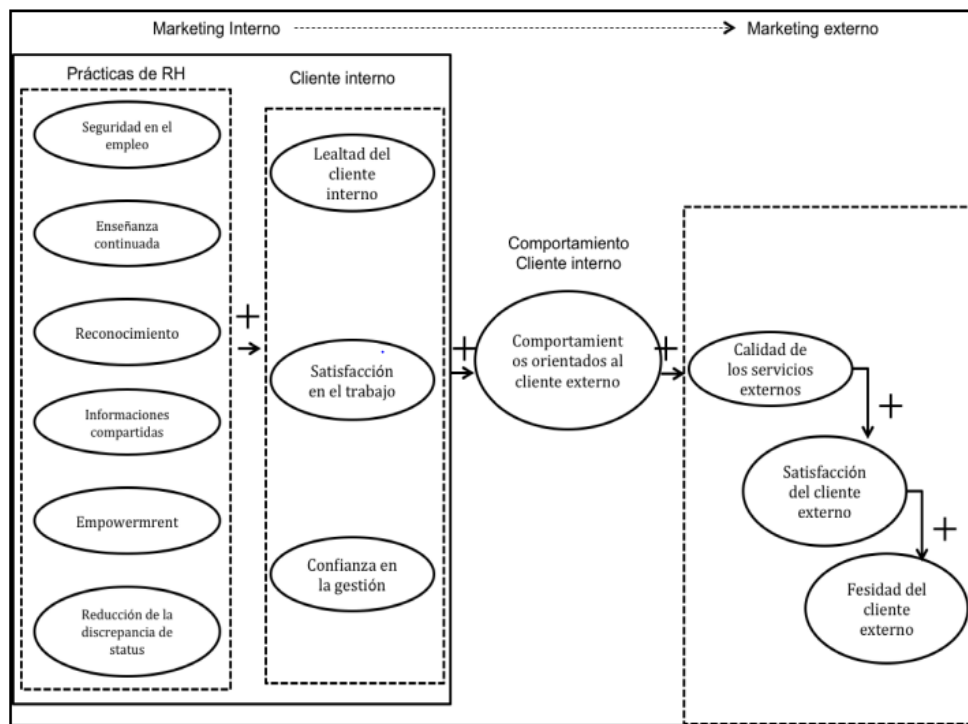 Marketing Interno
Marketing externo
Prácticas de RH
Seguridad en el
empleo
Enseñanza
continuada
Reconocimiento
Informaciones
compartidas
Empowermrent
Reducción de la
discrepancia de
status
+
Cliente interno
Lealtad del
cliente
interno
Satisfacción
en el trabajo
Confianza en
la gestión
+
Comportamiento
Cliente interno
Comportamient
os orientados al
cliente externo
+
Calidad de
los servicios
externos
+
Satisfacción
del cliente
externo
+
Fesidad del
cliente
externo